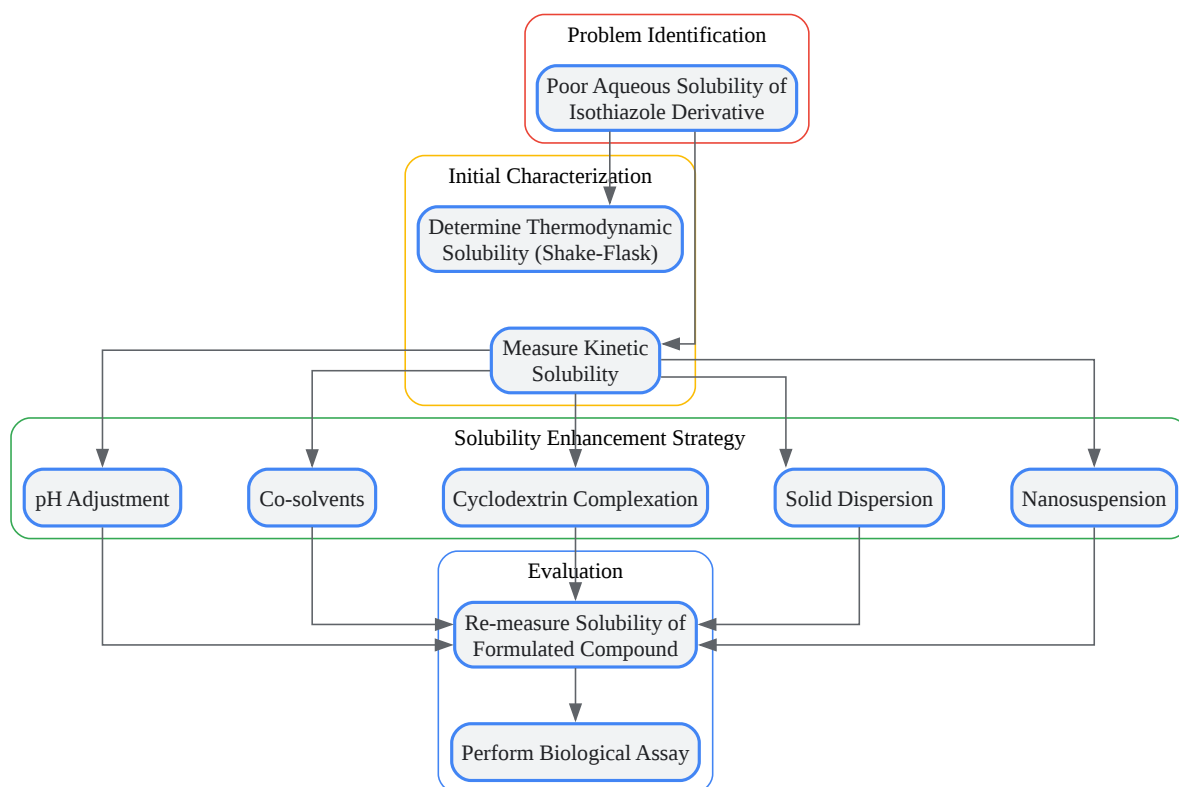 Problem Identification
Poor Aqueous Solubility of
Isothiazole Derivative
Initial Characterization
Determine Thermodynamic
Solubility (Shake-Flask)
Measure Kinetic
Solubility
Solubility Enhancement Strategy
pH Adjustment
Co-solvents
Cyclodextrin Complexation
Solid Dispersion
Nanosuspension
Evaluation
Re-measure Solubility of
Formulated Compound
Perform Biological Assay